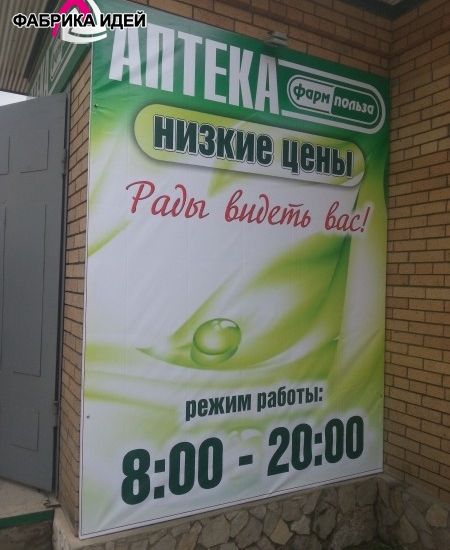 ФАБРИКА ИДЕЙ
АПТЕКА
фарм польза
низкие цены
Рады видеть вас!
режим работы:
8:00 - 20:00